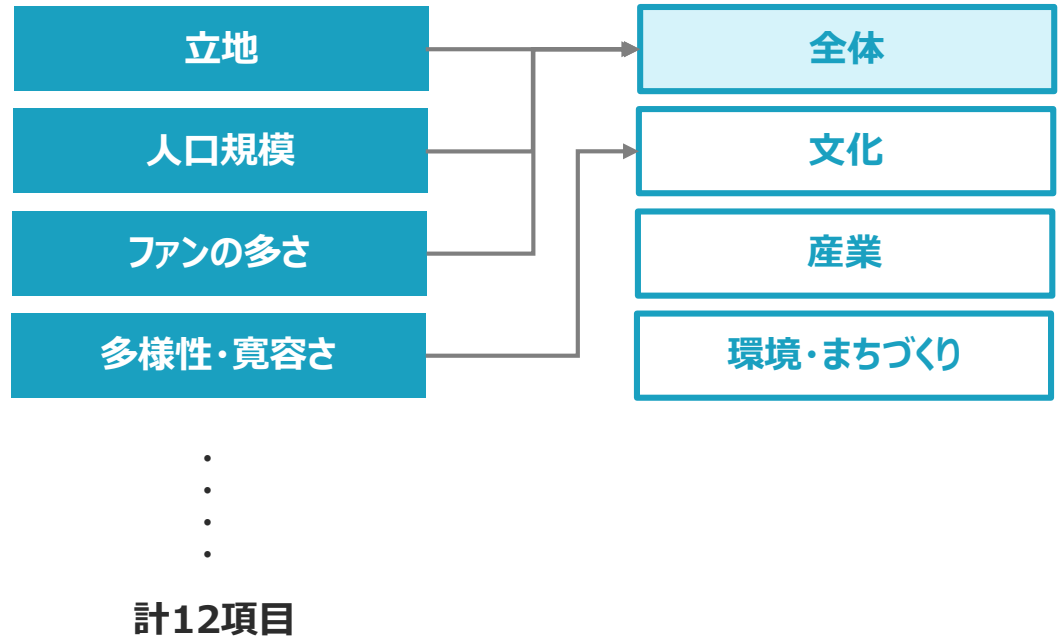 立地
人口規模
ファンの多さ
多様性・寛容さ
・
・
・
・
計12項目
全体
文化
産業
環境・まちづくり